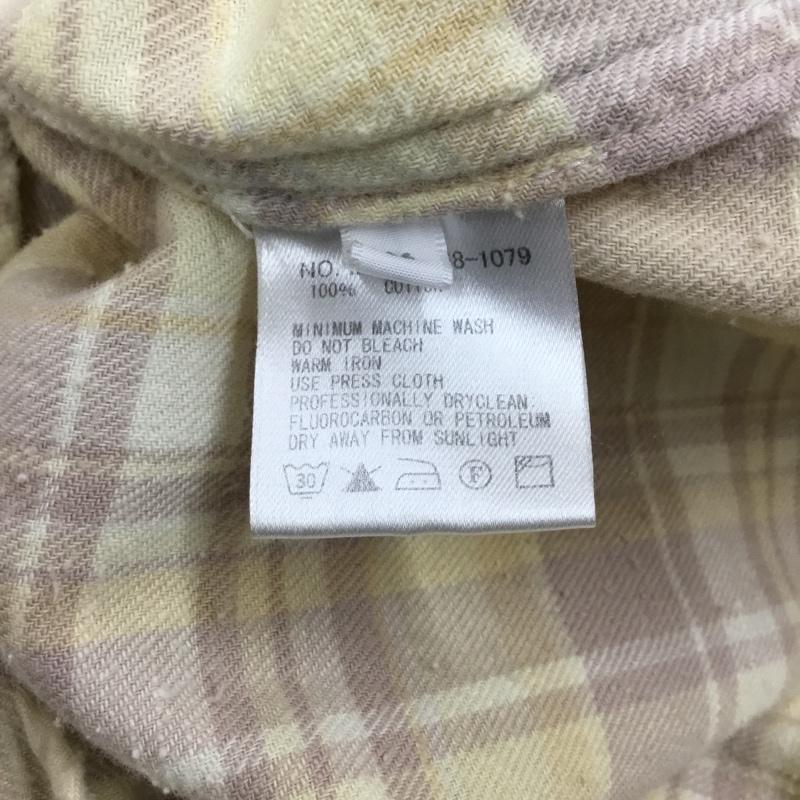 NO. 8-1079
100% COTTON
MINIMUM MACHINE WASH
DO NOT BLEACH
WARM IRON
USE PRESS CLOTH
PROFESSIONALLY DRYCLEAN:
FLUOROCARBON OR PETROLEUM
DRY AWAY FROM SUNLIGHT
30 F